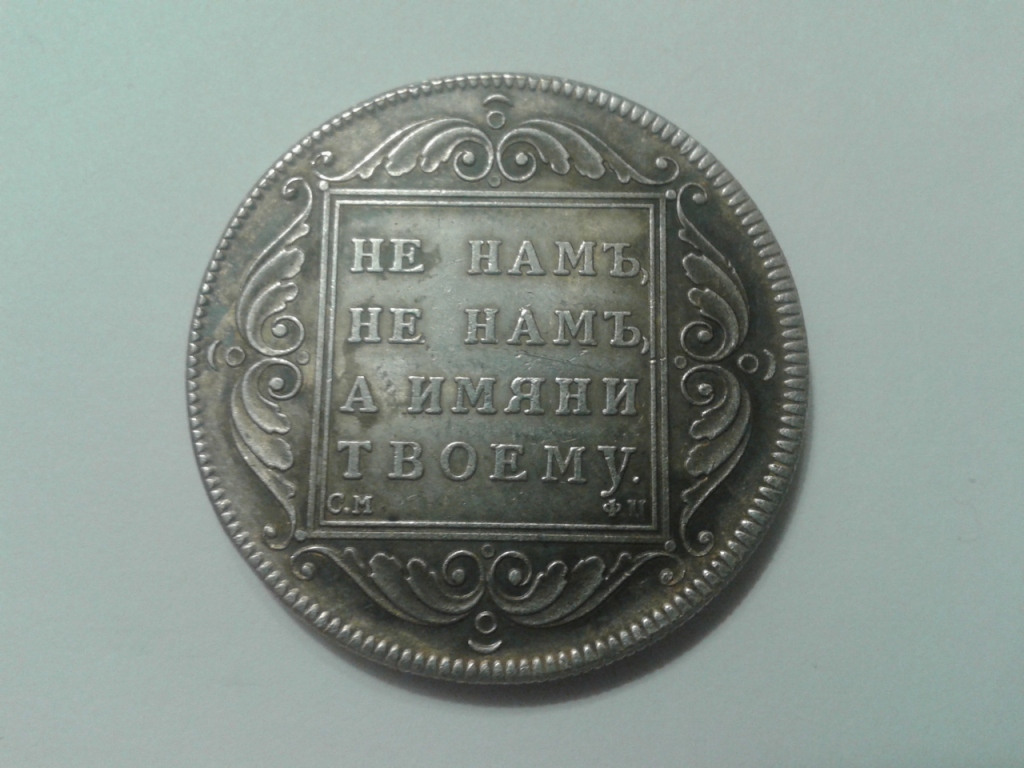 НЕ НАМЪ,
НЕ НАМЪ,
А ИМЯНИ
ТВОЕМУ.
С.М ФЦ